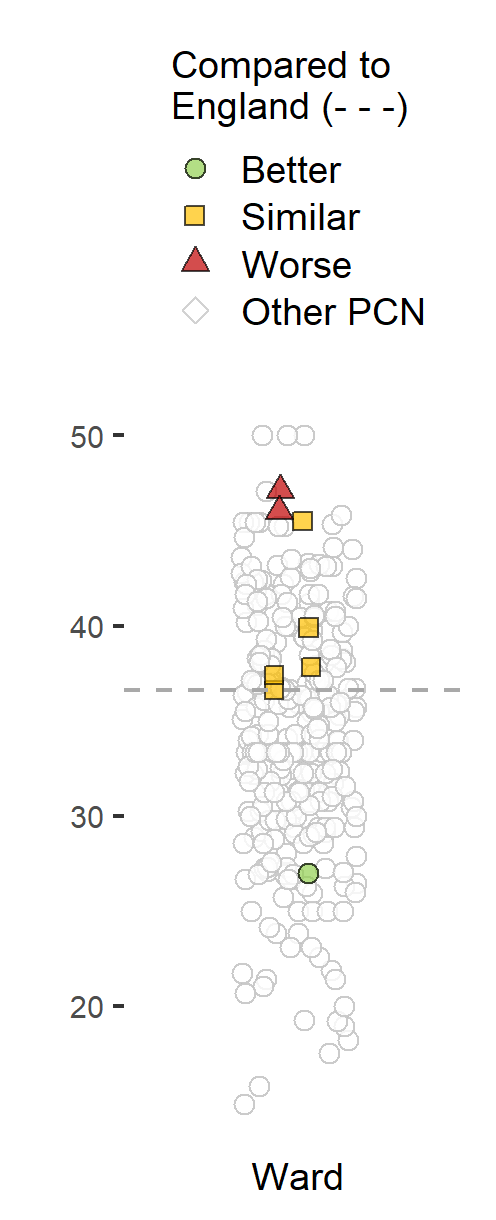 Compared to
England (- - -)
Better
Similar
Worse
Other PCN
50
40
30
20
Ward